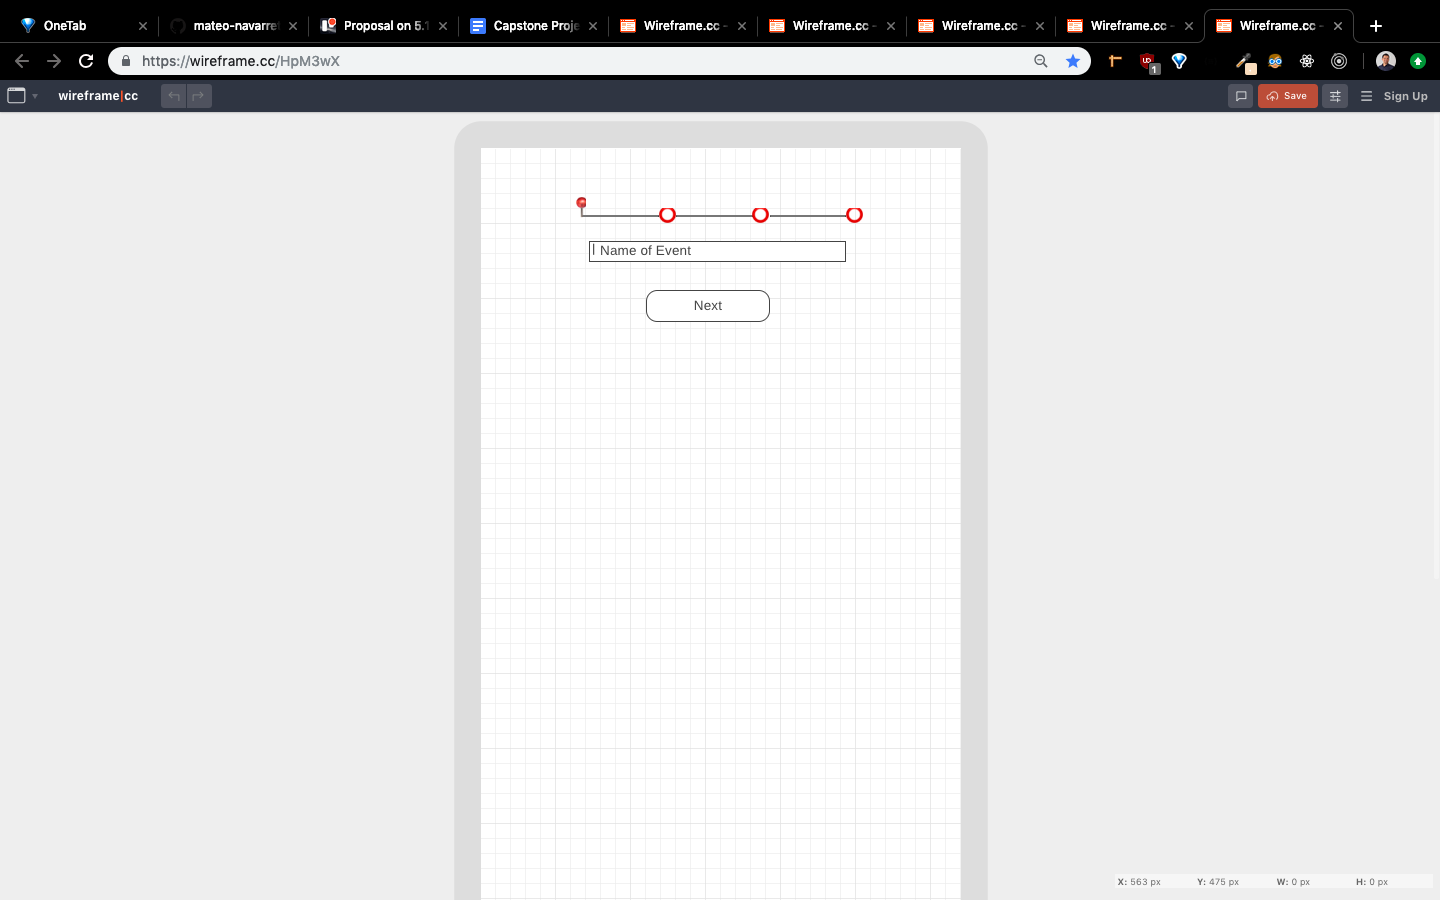 OneTab
mateo-navarre
Proposal on 5.1
Capstone Proje
Wireframe.cc -
Wireframe.cc -
Wireframe.cc -
Wireframe.cc -
Wireframe.cc -
https://wireframe.cc/HpM3wX
1
wireframe|cc
Save
Sign Up
| Name of Event
Next
X: 563 px
Y: 475 px
W: 0 px
H: 0 px